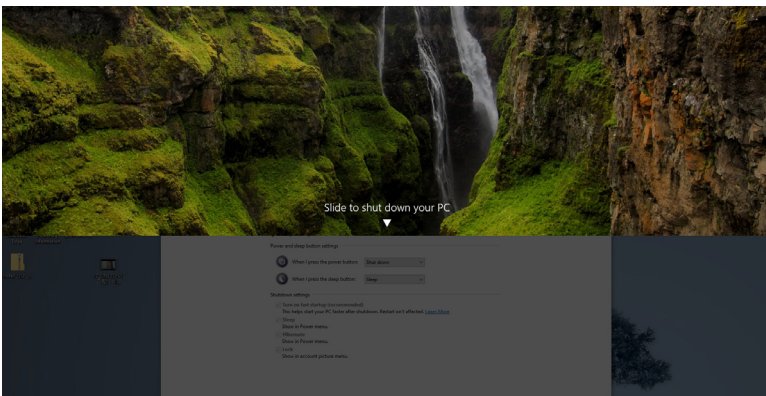 Slide to shut down your PC
Power and sleep button settings
When I press the power button: Shut down
When I press the sleep button: Sleep
Shutdown settings
Turn on fast startup (recommended)
This helps start your PC faster after shutdown. Restart isn't affected. Learn More
Sleep
Show in Power menu.
Hibernate
Show in Power menu.
Lock
Show in account picture menu.